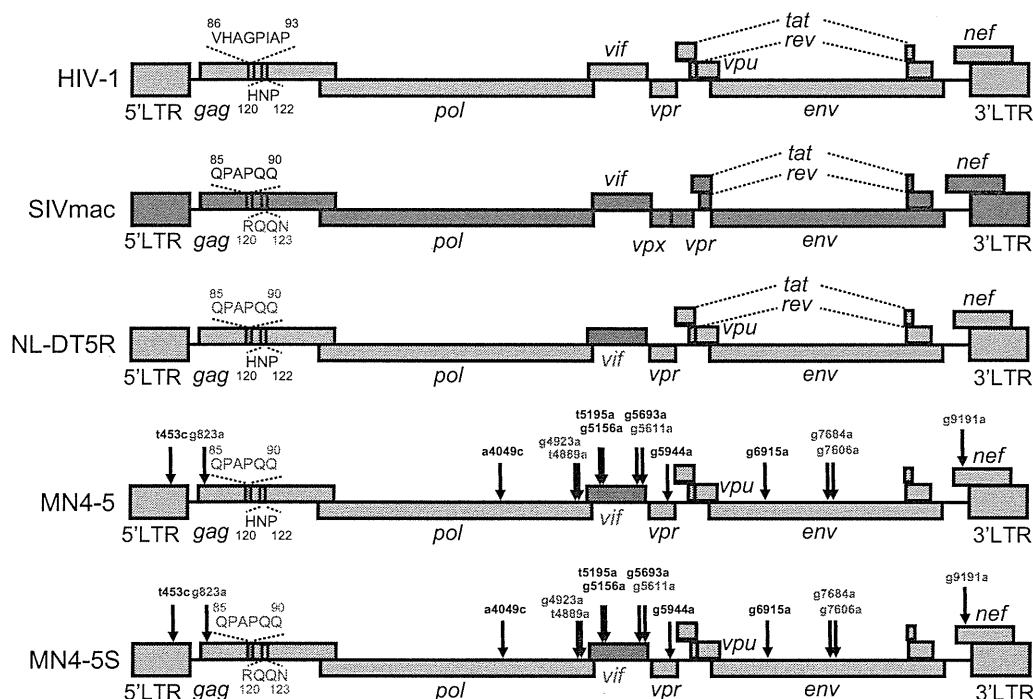 86 93
VHAGPIAP
tat
rev
nef
vif
vpu
HIV-1
HNP
120 122
5'LTR gag pol vpr env 3'LTR
85 90
QPAPQQ
tat
rev
nef
vif
SIVmac
RQQN
120 123
5'LTR gag pol vpx vpr env 3'LTR
85 90
QPAPQQ
tat
rev
nef
vpu
NL-DT5R
HNP
120 122
5'LTR gag pol vif vpr env 3'LTR
t5195a g5693a
g5156a g5611a
t453c g823a
85 90
QPAPQQ
a4049c
g4923a
t4889a
g5944a
g6915a
g7684a
g7606a
g9191a
nef
vpu
MN4-5
HNP
120 122
5'LTR gag pol vif vpr env 3'LTR
t5195a g5693a
g5156a g5611a
t453c g823a
85 90
QPAPQQ
a4049c
g4923a
t4889a
g5944a
g6915a
g7684a
g7606a
g9191a
nef
vpu
MN4-5S
RQQN
120 123
5'LTR gag pol vif vpr env 3'LTR